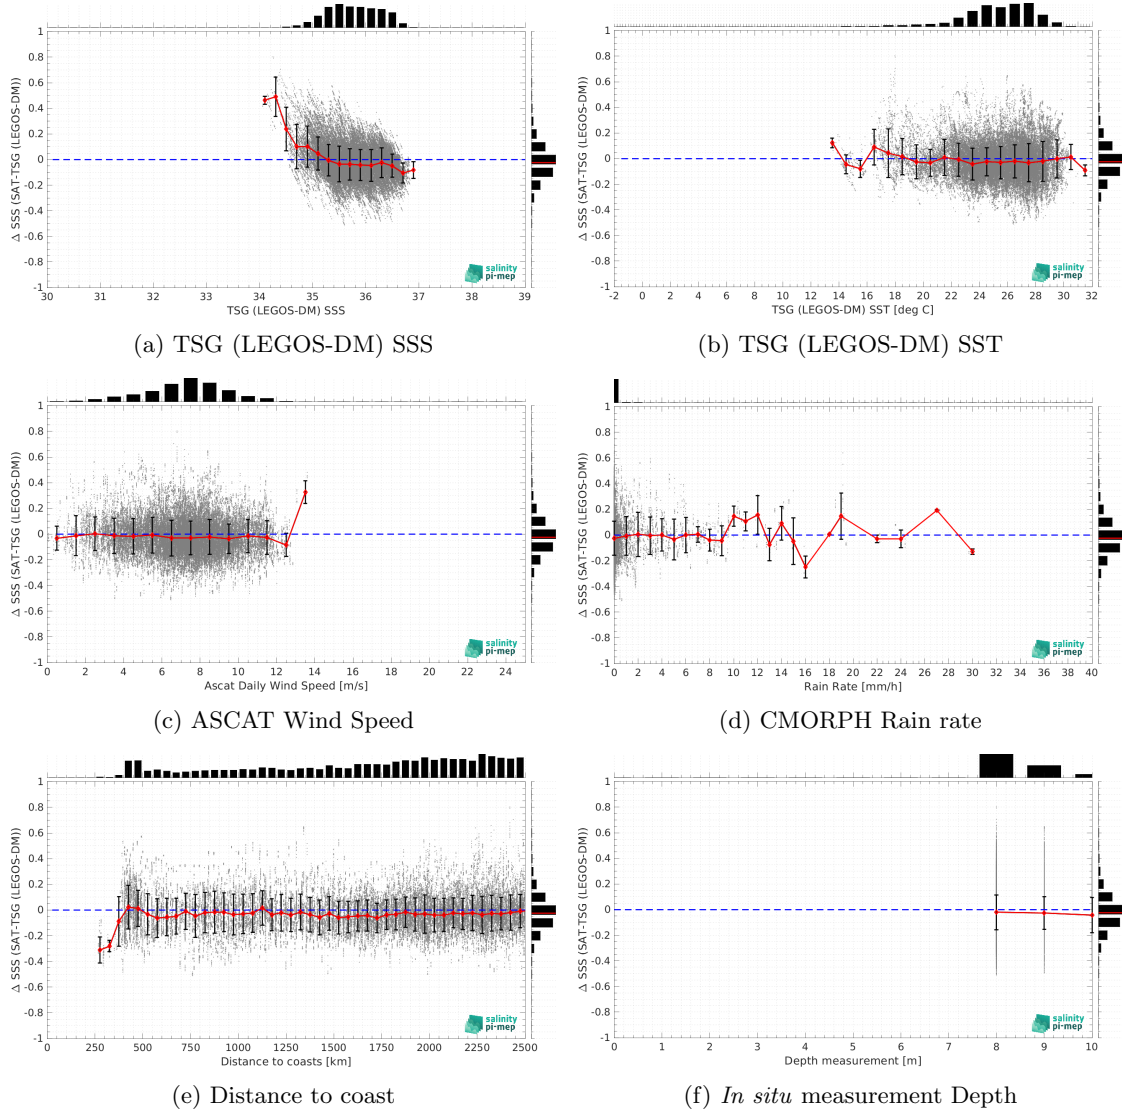 1
0.8
0.6
0.4
0.2
0
-0.2
-0.4
-0.6
-0.8
-1
Δ SSS (SAT-TSG (LEGOS-DM))
salinity
pi-mep
30 31 32 33 34 35 36 37 38 39
TSG (LEGOS-DM) SSS
(a) TSG (LEGOS-DM) SSS
1
0.8
0.6
0.4
0.2
0
-0.2
-0.4
-0.6
-0.8
-1
Δ SSS (SAT-TSG (LEGOS-DM))
salinity
pi-mep
-2 0 2 4 6 8 10 12 14 16 18 20 22 24 26 28 30 32
TSG (LEGOS-DM) SST [deg C]
(b) TSG (LEGOS-DM) SST
1
0.8
0.6
0.4
0.2
0
-0.2
-0.4
-0.6
-0.8
-1
Δ SSS (SAT-TSG (LEGOS-DM))
salinity
pi-mep
0 2 4 6 8 10 12 14 16 18 20 22 24
Ascat Daily Wind Speed [m/s]
(c) ASCAT Wind Speed
1
0.8
0.6
0.4
0.2
0
-0.2
-0.4
-0.6
-0.8
-1
Δ SSS (SAT-TSG (LEGOS-DM))
salinity
pi-mep
0 2 4 6 8 10 12 14 16 18 20 22 24 26 28 30 32 34 36 38 40
Rain Rate [mm/h]
(d) CMORPH Rain rate
1
0.8
0.6
0.4
0.2
0
-0.2
-0.4
-0.6
-0.8
-1
Δ SSS (SAT-TSG (LEGOS-DM))
salinity
pi-mep
0 250 500 750 1000 1250 1500 1750 2000 2250 2500
Distance to coasts [km]
(e) Distance to coast
1
0.8
0.6
0.4
0.2
0
-0.2
-0.4
-0.6
-0.8
-1
Δ SSS (SAT-TSG (LEGOS-DM))
salinity
pi-mep
0 1 2 3 4 5 6 7 8 9 10
Depth measurement [m]
(f) In situ measurement Depth